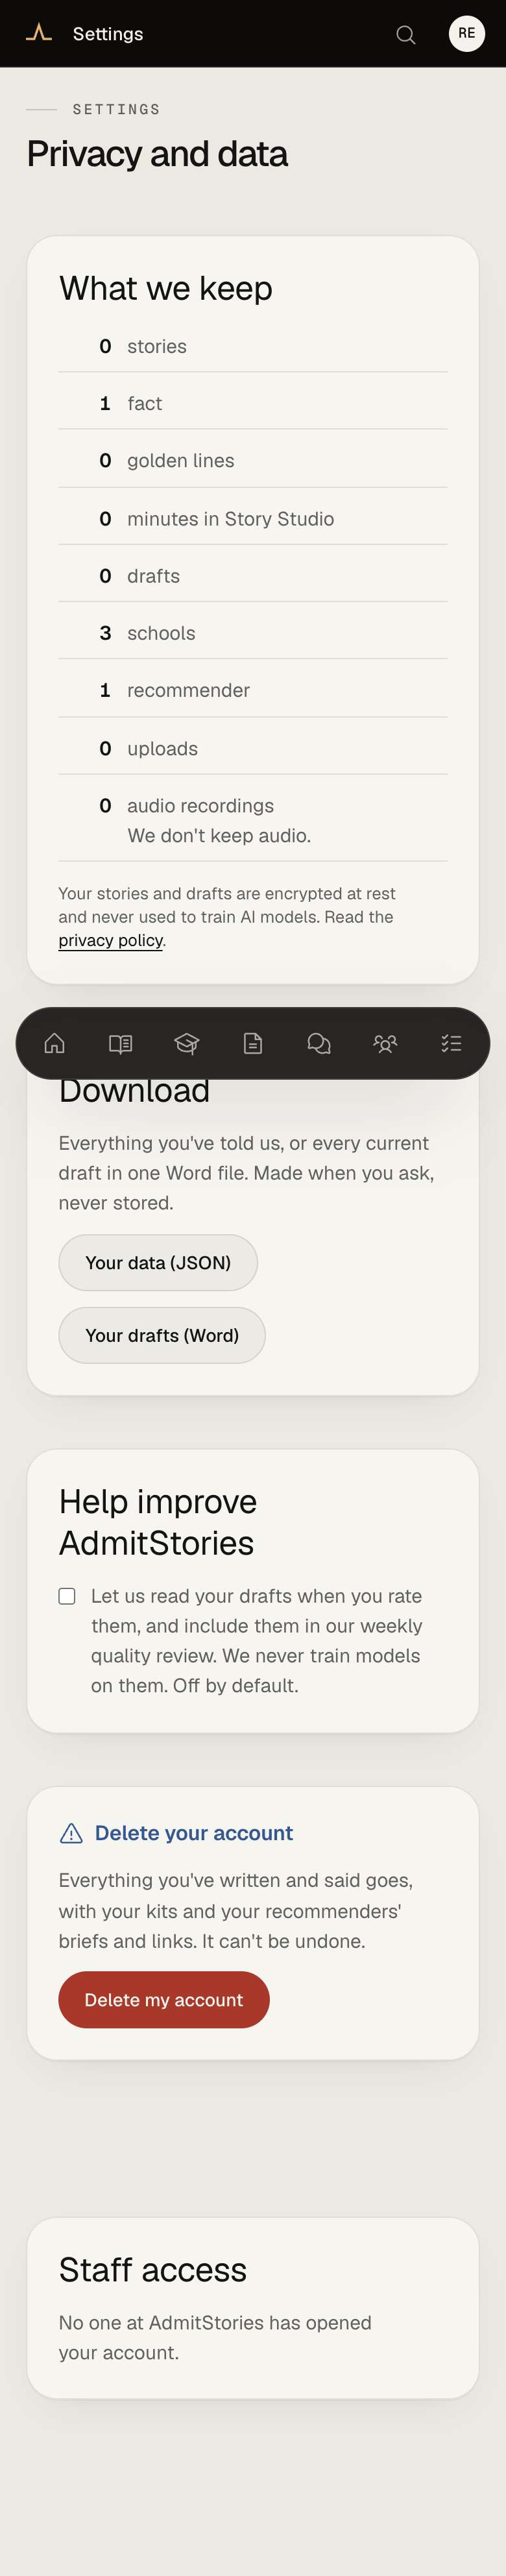 Settings
RE
SETTINGS
Privacy and data
What we keep
0 stories
1 fact
0 golden lines
0 minutes in Story Studio
0 drafts
3 schools
1 recommender
0 uploads
0 audio recordings
We don't keep audio.
Your stories and drafts are encrypted at rest
and never used to train AI models. Read the
privacy policy.
Download
Everything you've told us, or every current
draft in one Word file. Made when you ask,
never stored.
Your data (JSON)
Your drafts (Word)
Help improve
AdmitStories
Let us read your drafts when you rate
them, and include them in our weekly
quality review. We never train models
on them. Off by default.
Delete your account
Everything you've written and said goes,
with your kits and your recommenders'
briefs and links. It can't be undone.
Delete my account
Staff access
No one at AdmitStories has opened
your account.